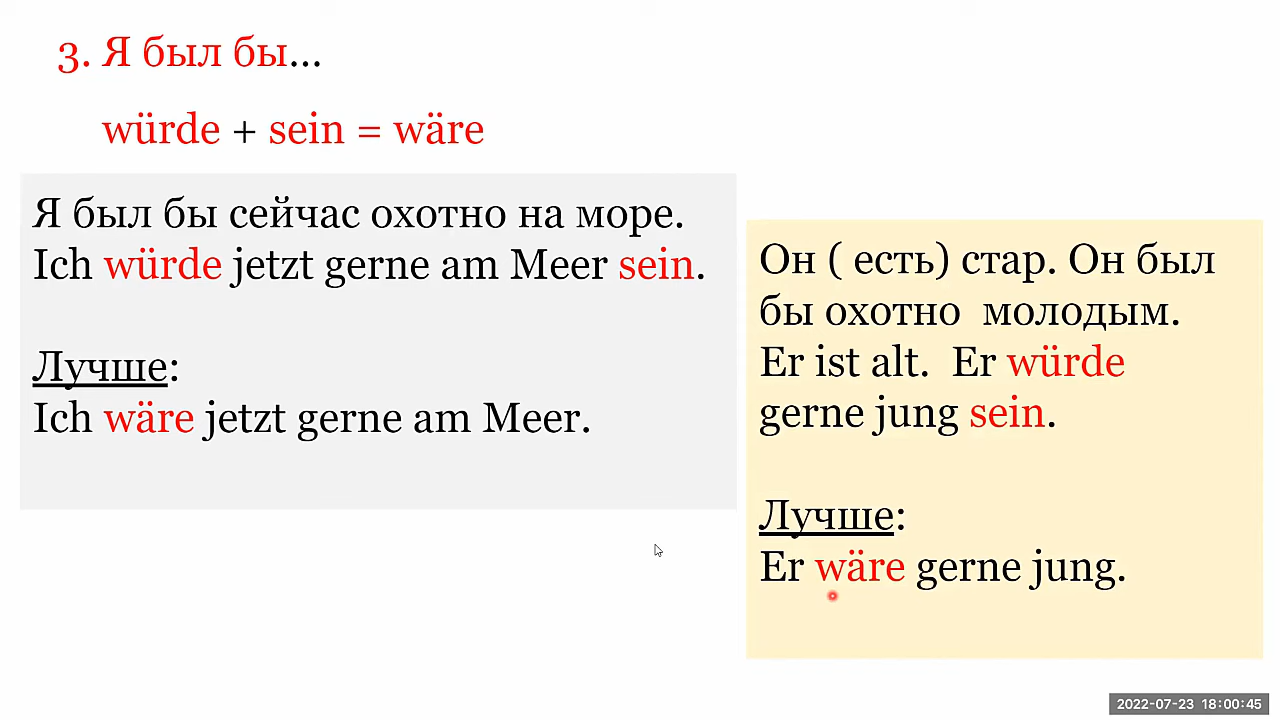 3. Я был бы...
würde + sein = wäre
Я был бы сейчас охотно на море.
Ich würde jetzt gerne am Meer sein.
Лучше:
Ich wäre jetzt gerne am Meer.
Он ( есть) стар. Он был
бы охотно  молодым.
Er ist alt.  Er würde
gerne jung sein.
Лучше:
Er wäre gerne jung.
2022-07-23 18:00:45